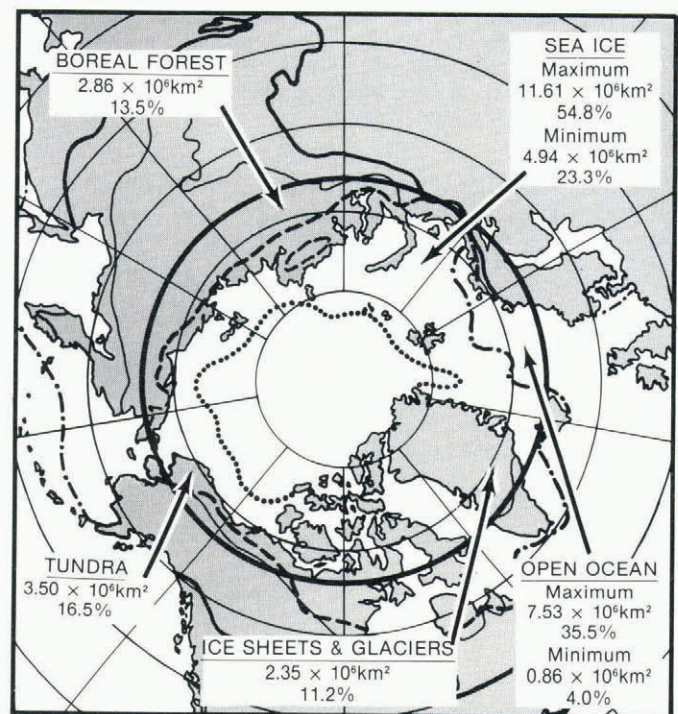 BOREAL FOREST
2.86 × 10⁶km²
13.5%
SEA ICE
Maximum
11.61 × 10⁶km²
54.8%
Minimum
4.94 × 10⁶km²
23.3%
TUNDRA
3.50 × 10⁶km²
16.5%
ICE SHEETS & GLACIERS
2.35 × 10⁶km²
11.2%
OPEN OCEAN
Maximum
7.53 × 10⁶km²
35.5%
Minimum
0.86 × 10⁶km²
4.0%